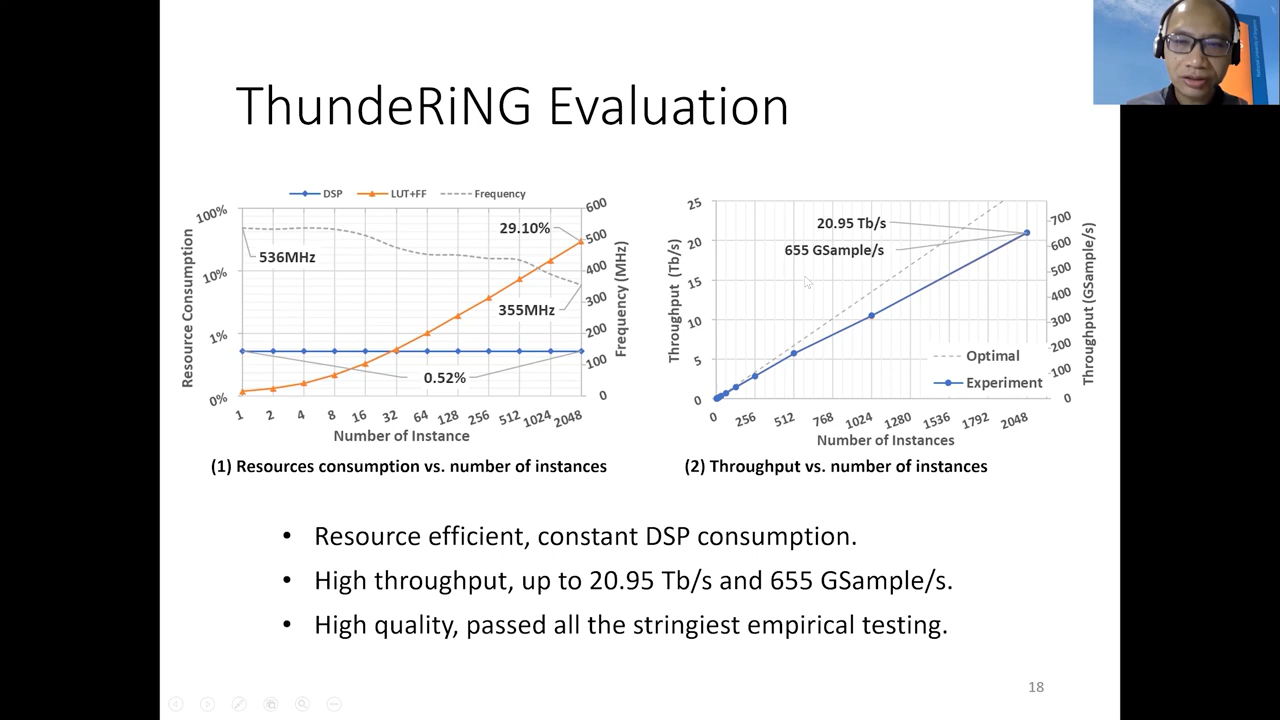 ThundeRiNG Evaluation
DSP LUT+FF Frequency
100%
10%
1%
0%
Resource Consumption
600
500
400
300
200
100
0
Frequency (MHz)
536MHz
29.10%
355MHz
0.52%
1 2 4 8 16 32 64 128 256 512 1024 2048
Number of Instance
(1) Resources consumption vs. number of instances
25
20
15
10
5
0
Throughput (Tb/s)
700
600
500
400
300
200
100
0
Throughput (GSample/s)
20.95 Tb/s
655 GSample/s
Optimal
Experiment
0 256 512 768 1024 1280 1536 1792 2048
Number of Instances
(2) Throughput vs. number of instances
• Resource efficient, constant DSP consumption.
• High throughput, up to 20.95 Tb/s and 655 GSample/s.
• High quality, passed all the stringiest empirical testing.
18